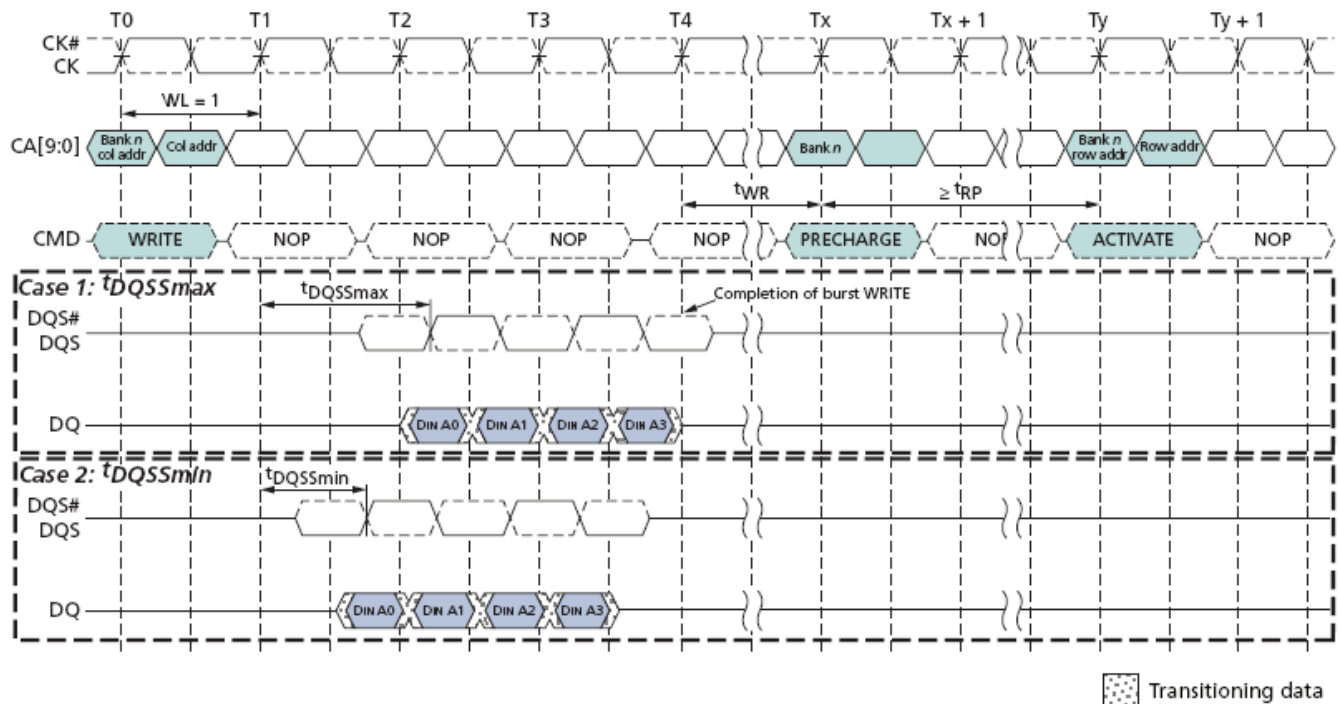 T0 T1 T2 T3 T4 Tx Tx + 1 Ty Ty + 1
CK#
CK
WL = 1
CA[9:0]
Bank n
col addr
Col addr
Bank n
Bank n
row addr
Row addr
tWR
≥ tRP
CMD
WRITE NOP NOP NOP NOP PRECHARGE NOP ACTIVATE NOP
Case 1: tDQSSmax
tDQSSmax
Completion of burst WRITE
DQS#
DQS
DQ
DIN A0 DIN A1 DIN A2 DIN A3
Case 2: tDQSSmin
tDQSSmin
DQS#
DQS
DQ
DIN A0 DIN A1 DIN A2 DIN A3
Transitioning data